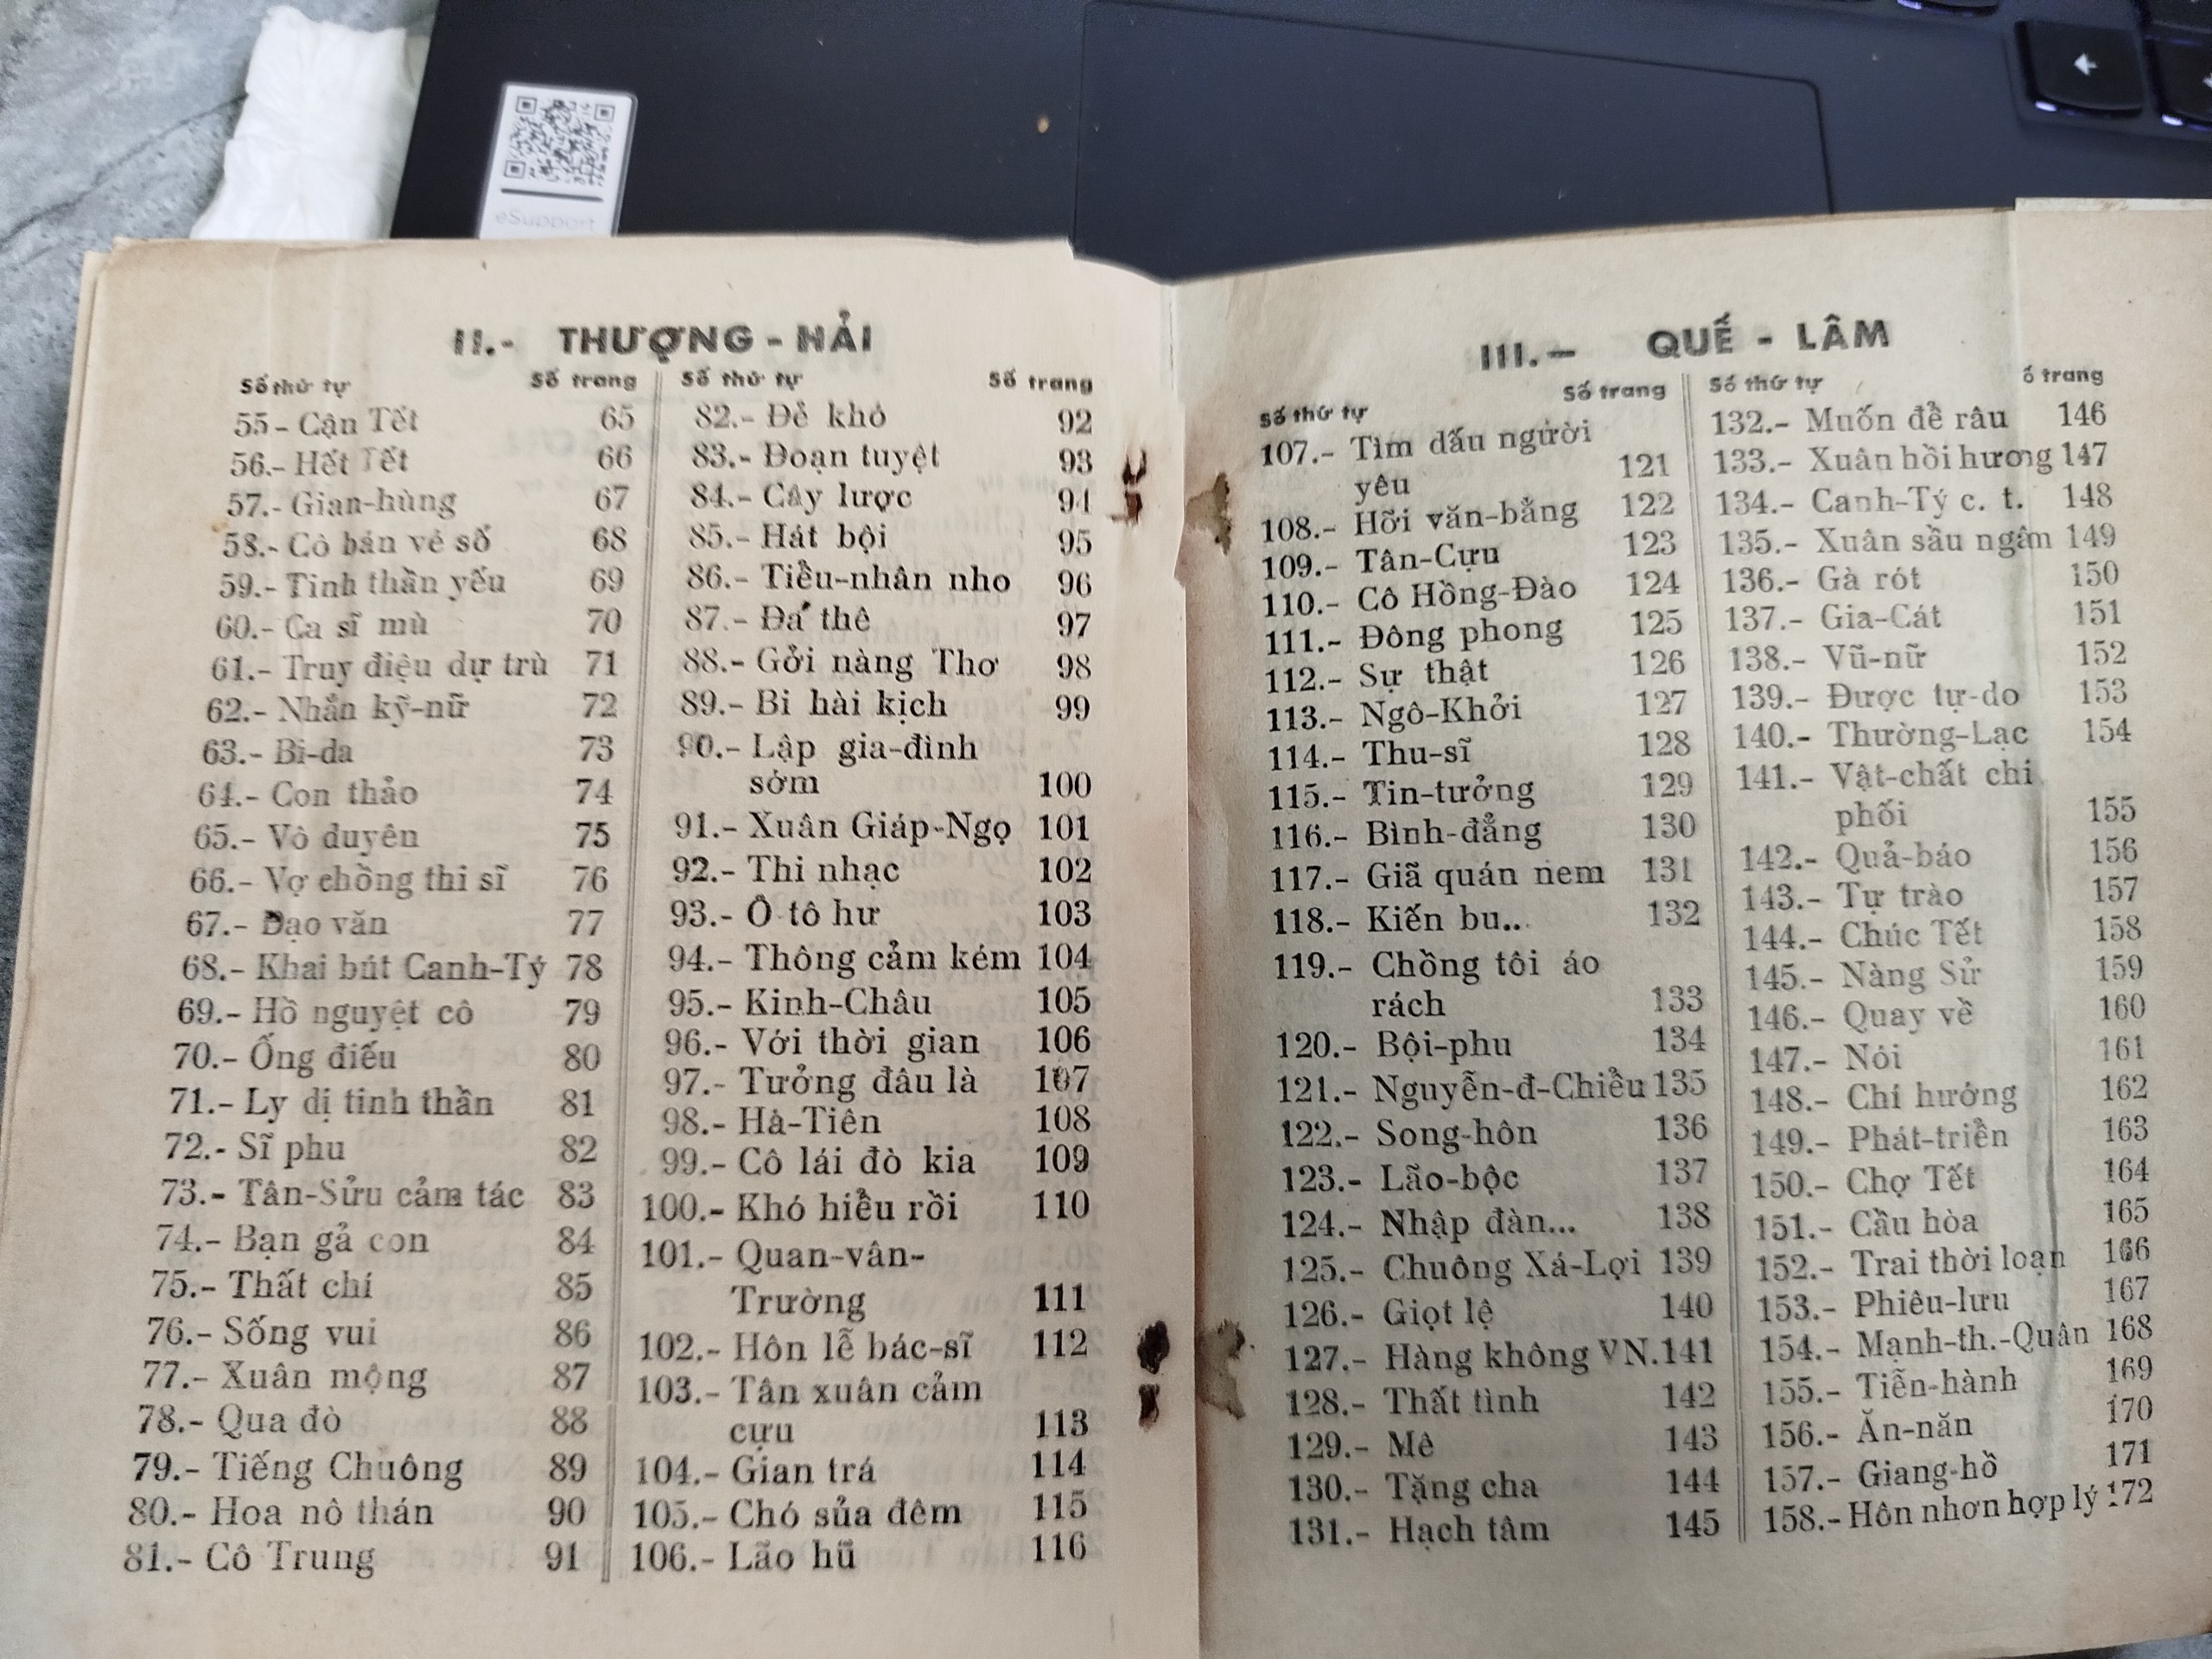 eSupport
II.- THƯỢNG - HẢI
Số thứ tự Số trang
55 - Cận Tết 65
56.- Hết Tết 66
57.- Gian-hùng 67
58.- Cô bán vé số 68
59.- Tinh thần yếu 69
60.- Ca sĩ mù 70
61.- Truy điệu dự trù 71
62.- Nhắn kỹ-nữ 72
63.- Bi-da 73
64.- Con thảo 74
65.- Vô duyên 75
66.- Vợ chồng thi sĩ 76
67.- Đạo văn 77
68.- Khai bút Canh-Tý 78
69.- Hồ nguyệt cô 79
70.- Ống điếu 80
71.- Ly dị tinh thần 81
72.- Sĩ phu 82
73.- Tân-Sửu cảm tác 83
74.- Bạn gả con 84
75.- Thất chí 85
76.- Sống vui 86
77.- Xuân mộng 87
78.- Qua đò 88
79.- Tiếng Chuông 89
80.- Hoa nô thán 90
81.- Cô Trung 91
Số thứ tự Số trang
82.- Đẻ khó 92
83.- Đoạn tuyệt 93
84.- Cây lược 94
85.- Hát bội 95
86.- Tiểu-nhân nho 96
87.- Đa thê 97
88.- Gởi nàng Thơ 98
89.- Bi hài kịch 99
90.- Lập gia-đình
sớm 100
91.- Xuân Giáp-Ngọ 101
92.- Thi nhạc 102
93.- Ô tô hư 103
94.- Thông cảm kém 104
95.- Kinh-Châu 105
96.- Với thời gian 106
97.- Tưởng đâu là 107
98.- Hà-Tiên 108
99.- Cô lái đò kia 109
100.- Khó hiểu rồi 110
101.- Quan-vân-
Trường 111
102.- Hôn lễ bác-sĩ 112
103.- Tân xuân cảm
cựu 113
104.- Gian trá 114
105.- Chó sủa đêm 115
106.- Lão hũ 116
III.- QUẾ - LÂM
Số thứ tự Số trang
107.- Tìm dấu người
yêu 121
108.- Hỡi văn-bằng 122
109.- Tân-Cựu 123
110.- Cô Hồng-Đào 124
111.- Đông phong 125
112.- Sự thật 126
113.- Ngô-Khởi 127
114.- Thu-sĩ 128
115.- Tin-tưởng 129
116.- Bình-đẳng 130
117.- Giã quán nem 131
118.- Kiến bu... 132
119.- Chồng tôi áo
rách 133
120.- Bội-phu 134
121.- Nguyễn-đ-Chiểu 135
122.- Song-hôn 136
123.- Lão-bộc 137
124.- Nhập đàn... 138
125.- Chuông Xá-Lợi 139
126.- Giọt lệ 140
127.- Hàng không VN. 141
128.- Thất tình 142
129.- Mê 143
130.- Tặng cha 144
131.- Hạch tâm 145
Số thứ tự ố trang
132.- Muốn để râu 146
133.- Xuân hồi hương 147
134.- Canh-Tý c. t. 148
135.- Xuân sầu ngâm 149
136.- Gà rót 150
137.- Gia-Cát 151
138.- Vũ-nữ 152
139.- Được tự-do 153
140.- Thường-Lạc 154
141.- Vật-chất chi
phối 155
142.- Quả-báo 156
143.- Tự trào 157
144.- Chúc Tết 158
145.- Nàng Sử 159
146.- Quay về 160
147.- Nói 161
148.- Chí hướng 162
149.- Phát-triển 163
150.- Chợ Tết 164
151.- Cầu hòa 165
152.- Trai thời loạn 166
153.- Phiêu-lưu 167
154.- Mạnh-th.-Quân 168
155.- Tiễn-hành 169
156.- Ăn-năn 170
157.- Giang-hồ 171
158.- Hôn nhơn hợp lý 172